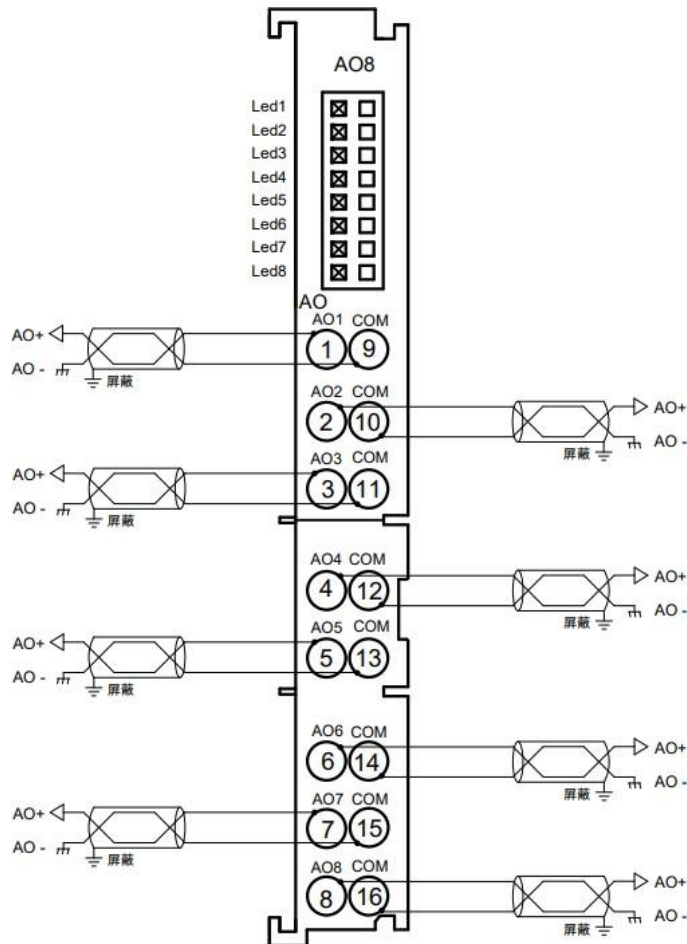 AO8
Led1
Led2
Led3
Led4
Led5
Led6
Led7
Led8
AO
AO1 COM
AO+ 1 9
AO -
屏蔽
AO2 COM
2 10 AO+
AO -
屏蔽
AO3 COM
AO+ 3 11
AO -
屏蔽
AO4 COM
4 12 AO+
AO -
屏蔽
AO5 COM
AO+ 5 13
AO -
屏蔽
AO6 COM
6 14 AO+
AO -
屏蔽
AO7 COM
AO+ 7 15
AO -
屏蔽
AO8 COM
8 16 AO+
AO -
屏蔽